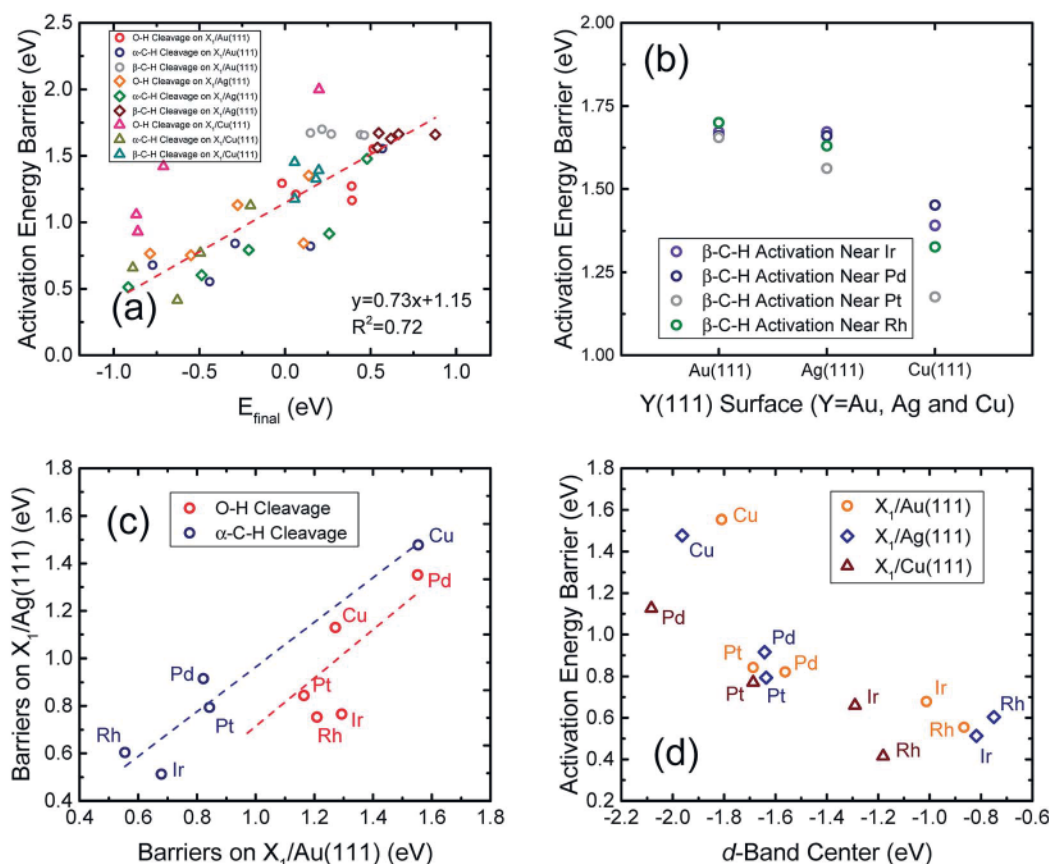 2.5
2.0
1.5
1.0
0.5
0.0
Activation Energy Barrier (eV)
O-H Cleavage on X₁/Au(111)
α-C-H Cleavage on X₁/Au(111)
β-C-H Cleavage on X₁/Au(111)
O-H Cleavage on X₁/Ag(111)
α-C-H Cleavage on X₁/Ag(111)
β-C-H Cleavage on X₁/Ag(111)
O-H Cleavage on X₁/Cu(111)
α-C-H Cleavage on X₁/Cu(111)
β-C-H Cleavage on X₁/Cu(111)
(a)
y=0.73x+1.15
R²=0.72
-1.0 -0.5 0.0 0.5 1.0
E_final (eV)
2.00
1.75
1.50
1.25
1.00
Activation Energy Barrier (eV)
(b)
β-C-H Activation Near Ir
β-C-H Activation Near Pd
β-C-H Activation Near Pt
β-C-H Activation Near Rh
Au(111) Ag(111) Cu(111)
Y(111) Surface (Y=Au, Ag and Cu)
1.8
1.6
1.4
1.2
1.0
0.8
0.6
0.4
Barriers on X₁/Ag(111) (eV)
(c)
O-H Cleavage
α-C-H Cleavage
Cu
Pd
Cu
Pd
Pt
Pt
Rh
Ir
Rh
Ir
0.4 0.6 0.8 1.0 1.2 1.4 1.6 1.8
Barriers on X₁/Au(111) (eV)
1.8
1.6
1.4
1.2
1.0
0.8
0.6
0.4
0.2
Activation Energy Barrier (eV)
X₁/Au(111)
X₁/Ag(111)
X₁/Cu(111)
Cu
Cu
Pd
Pt
Pd
Pd
Pt
Pt
Ir
Ir
Rh
Rh
Ir
Rh
(d)
-2.2 -2.0 -1.8 -1.6 -1.4 -1.2 -1.0 -0.8 -0.6
d-Band Center (eV)